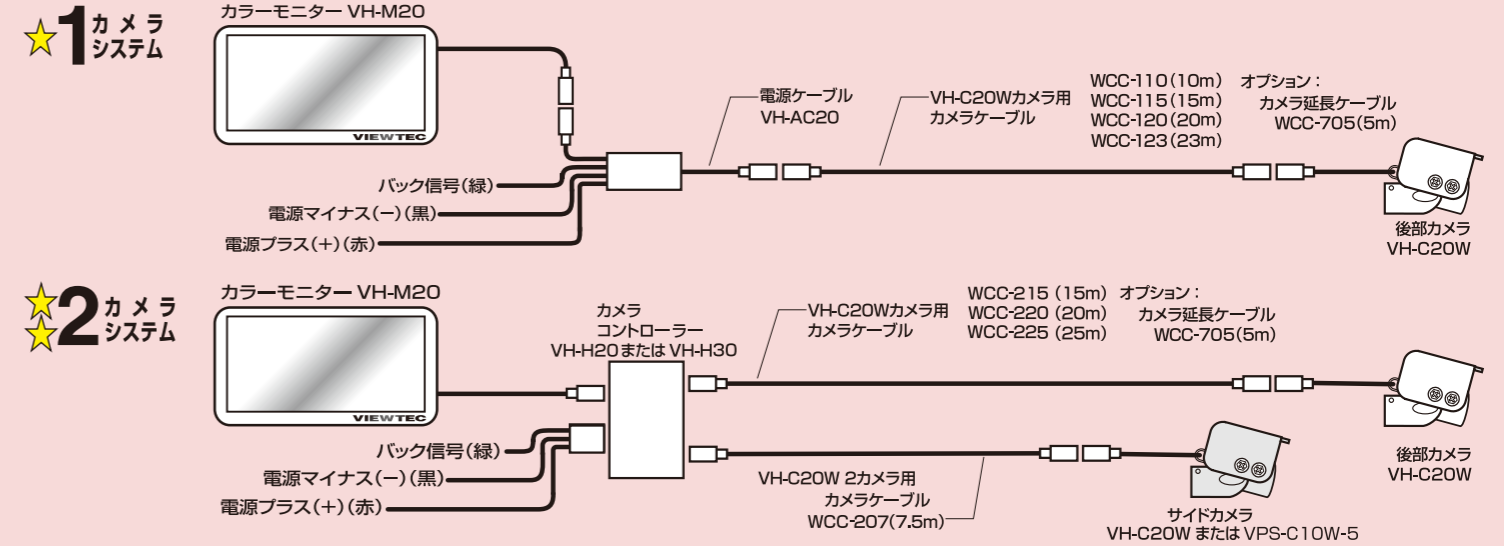 ★1 カメラ
システム
カラーモニター VH-M20
VIEWTEC
バック信号(緑)
電源マイナス(−)(黒)
電源プラス(+)(赤)
電源ケーブル
VH-AC20
VH-C20Wカメラ用
カメラケーブル
WCC-110(10m)
WCC-115(15m)
WCC-120(20m)
WCC-123(23m)
オプション：
カメラ延長ケーブル
WCC-705(5m)
後部カメラ
VH-C20W
★★2 カメラ
システム
カラーモニター VH-M20
VIEWTEC
バック信号(緑)
電源マイナス(−)(黒)
電源プラス(+)(赤)
カメラ
コントローラー
VH-H20または VH-H30
VH-C20Wカメラ用
カメラケーブル
WCC-215 (15m)
WCC-220 (20m)
WCC-225 (25m)
オプション：
カメラ延長ケーブル
WCC-705(5m)
後部カメラ
VH-C20W
VH-C20W 2カメラ用
カメラケーブル
WCC-207(7.5m)
サイドカメラ
VH-C20W または VPS-C10W-5